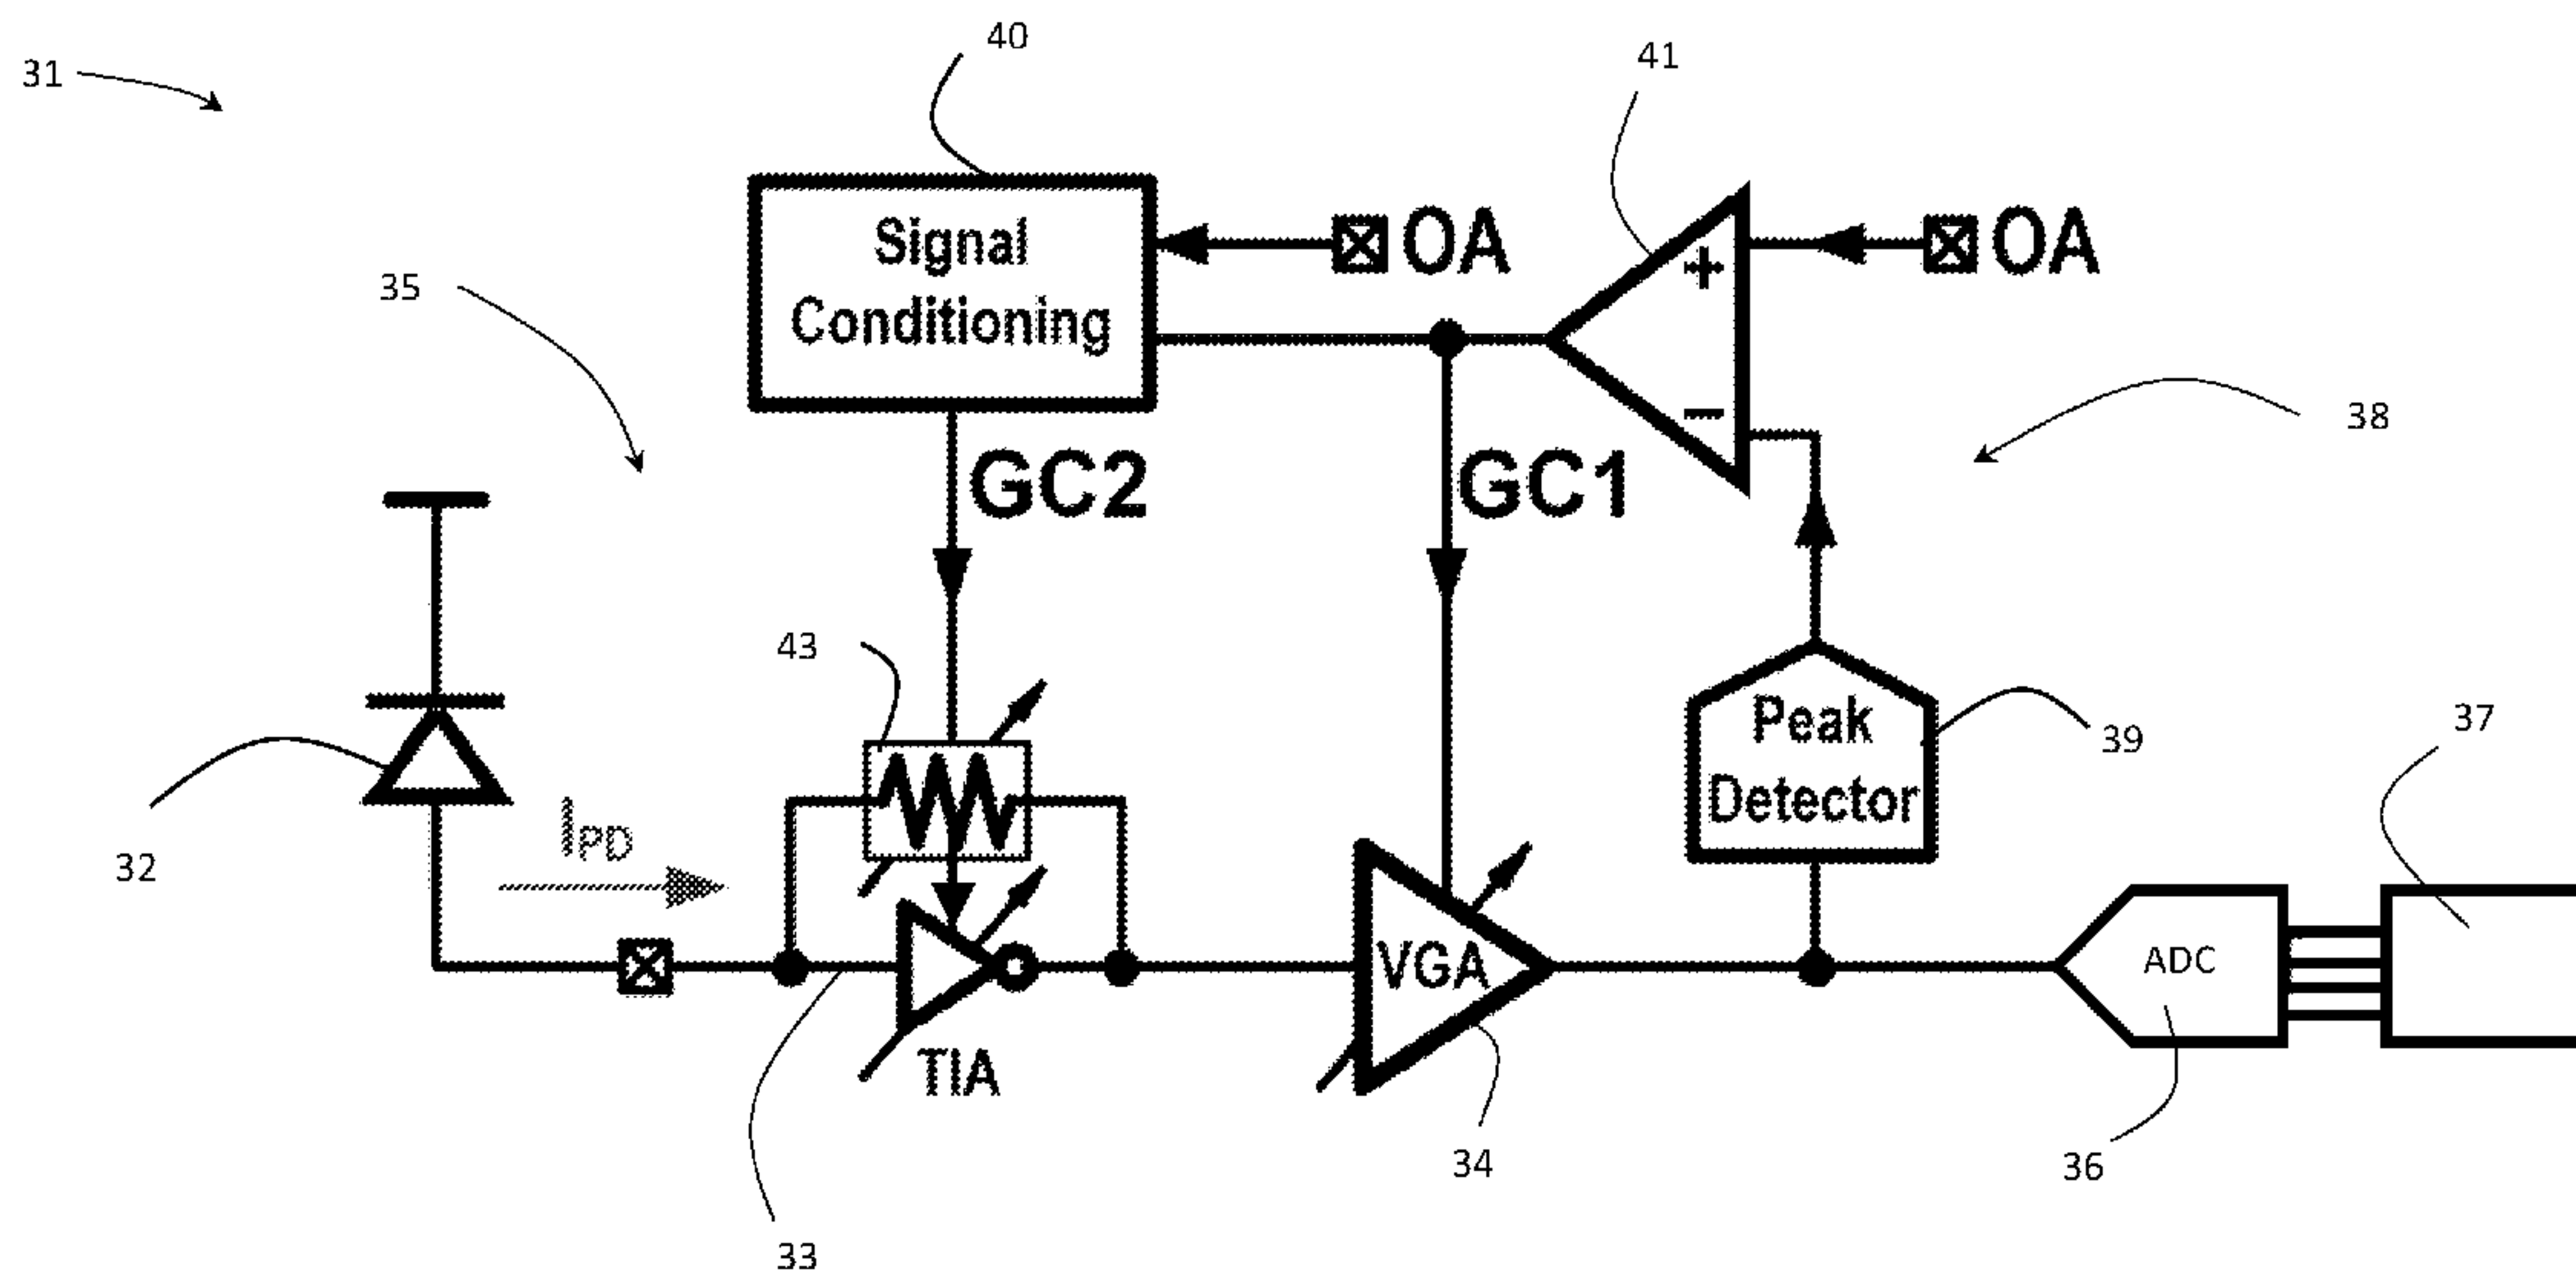 40
31
41
Signal
Conditioning
OA
+
OA
35
−
38
GC2
GC1
43
Peak
Detector
39
37
IPD
32
TIA
VGA
ADC
34
36
33